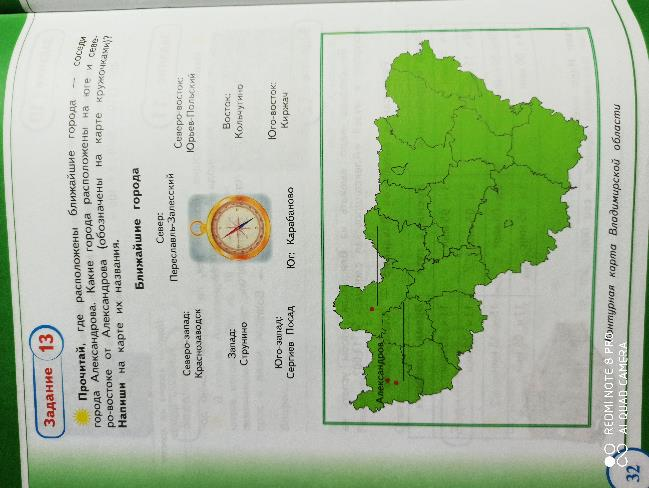 Задание 13
Прочитай, где расположены ближайшие города — соседи
города Александрова. Какие города расположены на юге и севе-
ро-востоке от Александрова (обозначены на карте кружочками)?
Напиши на карте их названия.
Ближайшие города
Северо-запад:
Краснозаводск
Север:
Переславль-Залесский
Северо-восток:
Юрьев-Польский
Запад:
Струнино
Восток:
Кольчугино
Юго-запад:
Сергиев Посад
Юг: Карабаново
Юго-восток:
Киржач
Александров
Контурная карта Владимирской области
32
REDMI NOTE 8 PRO
AI QUAD CAMERA